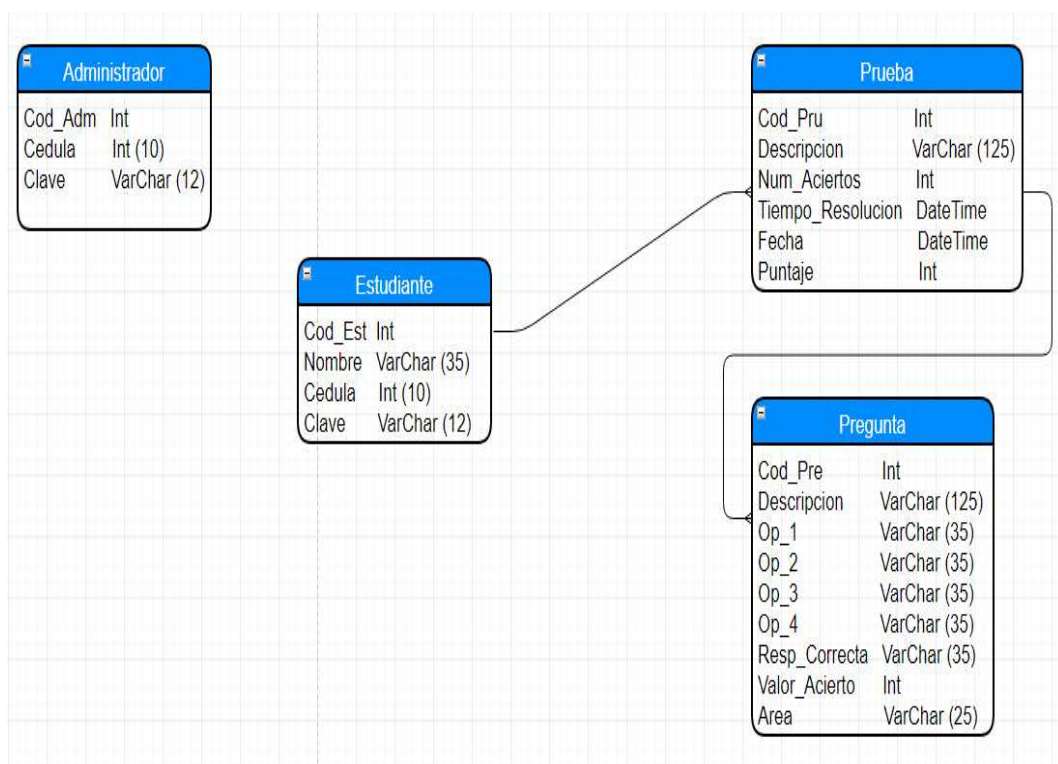 Administrador
Cod_Adm Int
Cedula Int (10)
Clave VarChar (12)
Prueba
Cod_Pru Int
Descripcion VarChar (125)
Num_Aciertos Int
Tiempo_Resolucion DateTime
Fecha DateTime
Puntaje Int
Estudiante
Cod_Est Int
Nombre VarChar (35)
Cedula Int (10)
Clave VarChar (12)
Pregunta
Cod_Pre Int
Descripcion VarChar (125)
Op_1 VarChar (35)
Op_2 VarChar (35)
Op_3 VarChar (35)
Op_4 VarChar (35)
Resp_Correcta VarChar (35)
Valor_Acierto Int
Area VarChar (25)